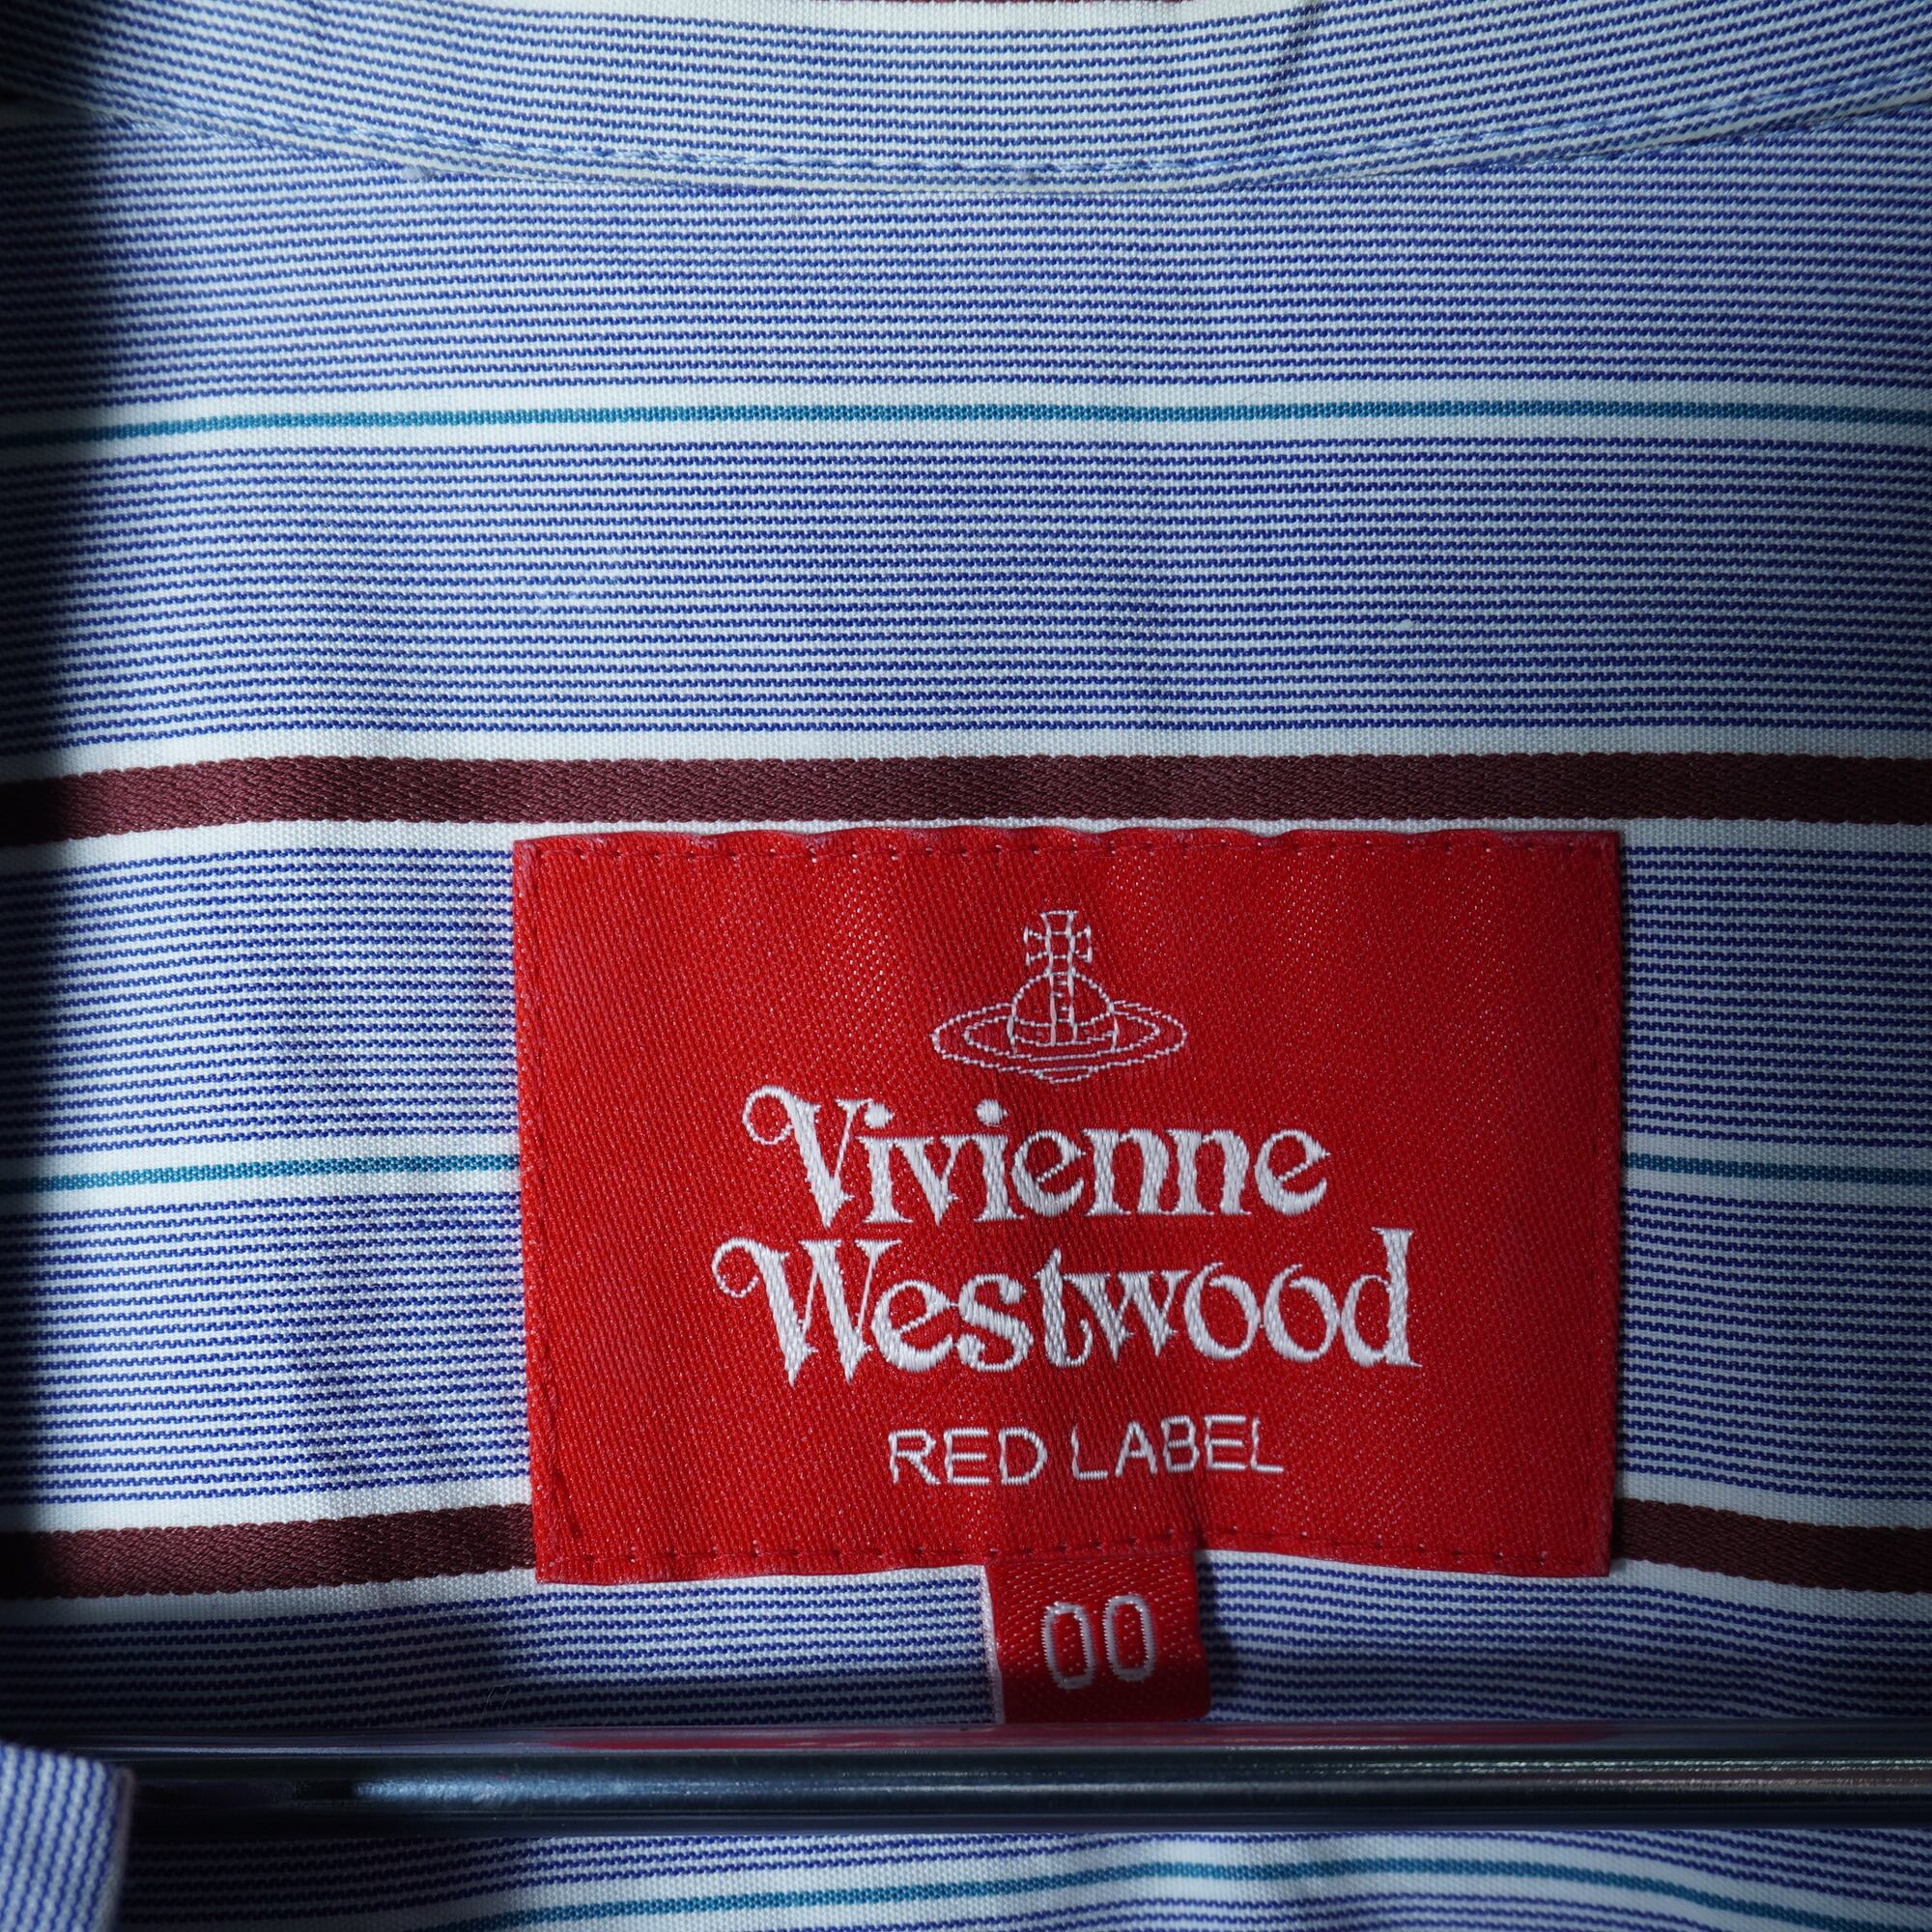 Vivienne
Westwood
RED LABEL
00